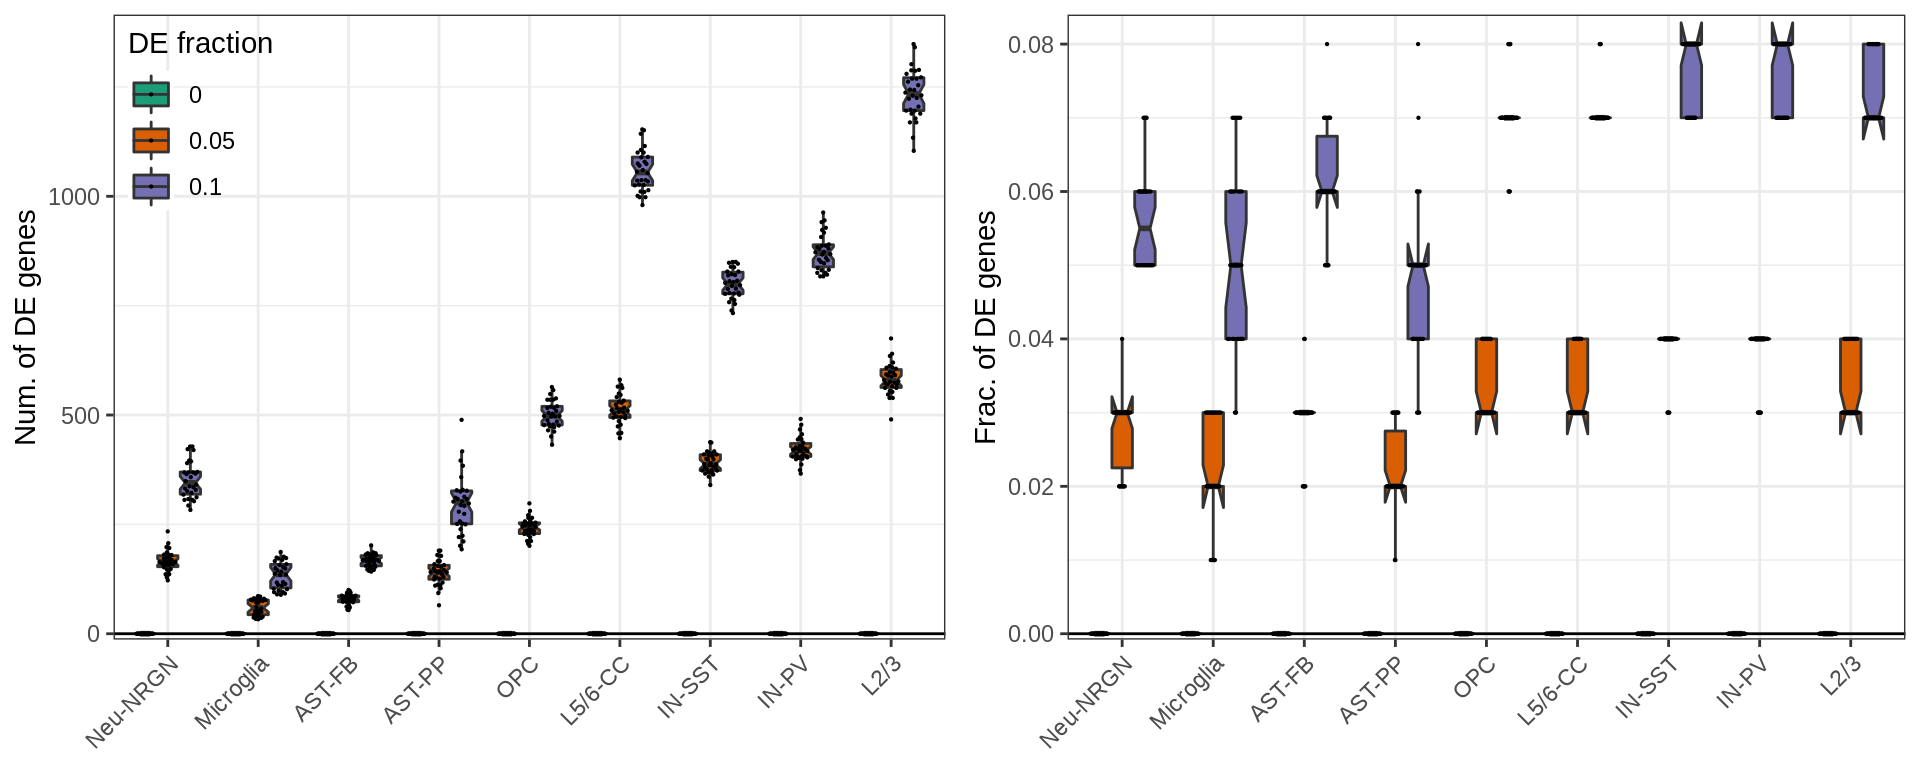 Num. of DE genes
1000
500
0
DE fraction
0
0.05
0.1
Neu-NRGN
Microglia
AST-FB
AST-PP
OPC
L5/6-CC
IN-SST
IN-PV
L2/3
Frac. of DE genes
0.08
0.06
0.04
0.02
0.00
Neu-NRGN
Microglia
AST-FB
AST-PP
OPC
L5/6-CC
IN-SST
IN-PV
L2/3